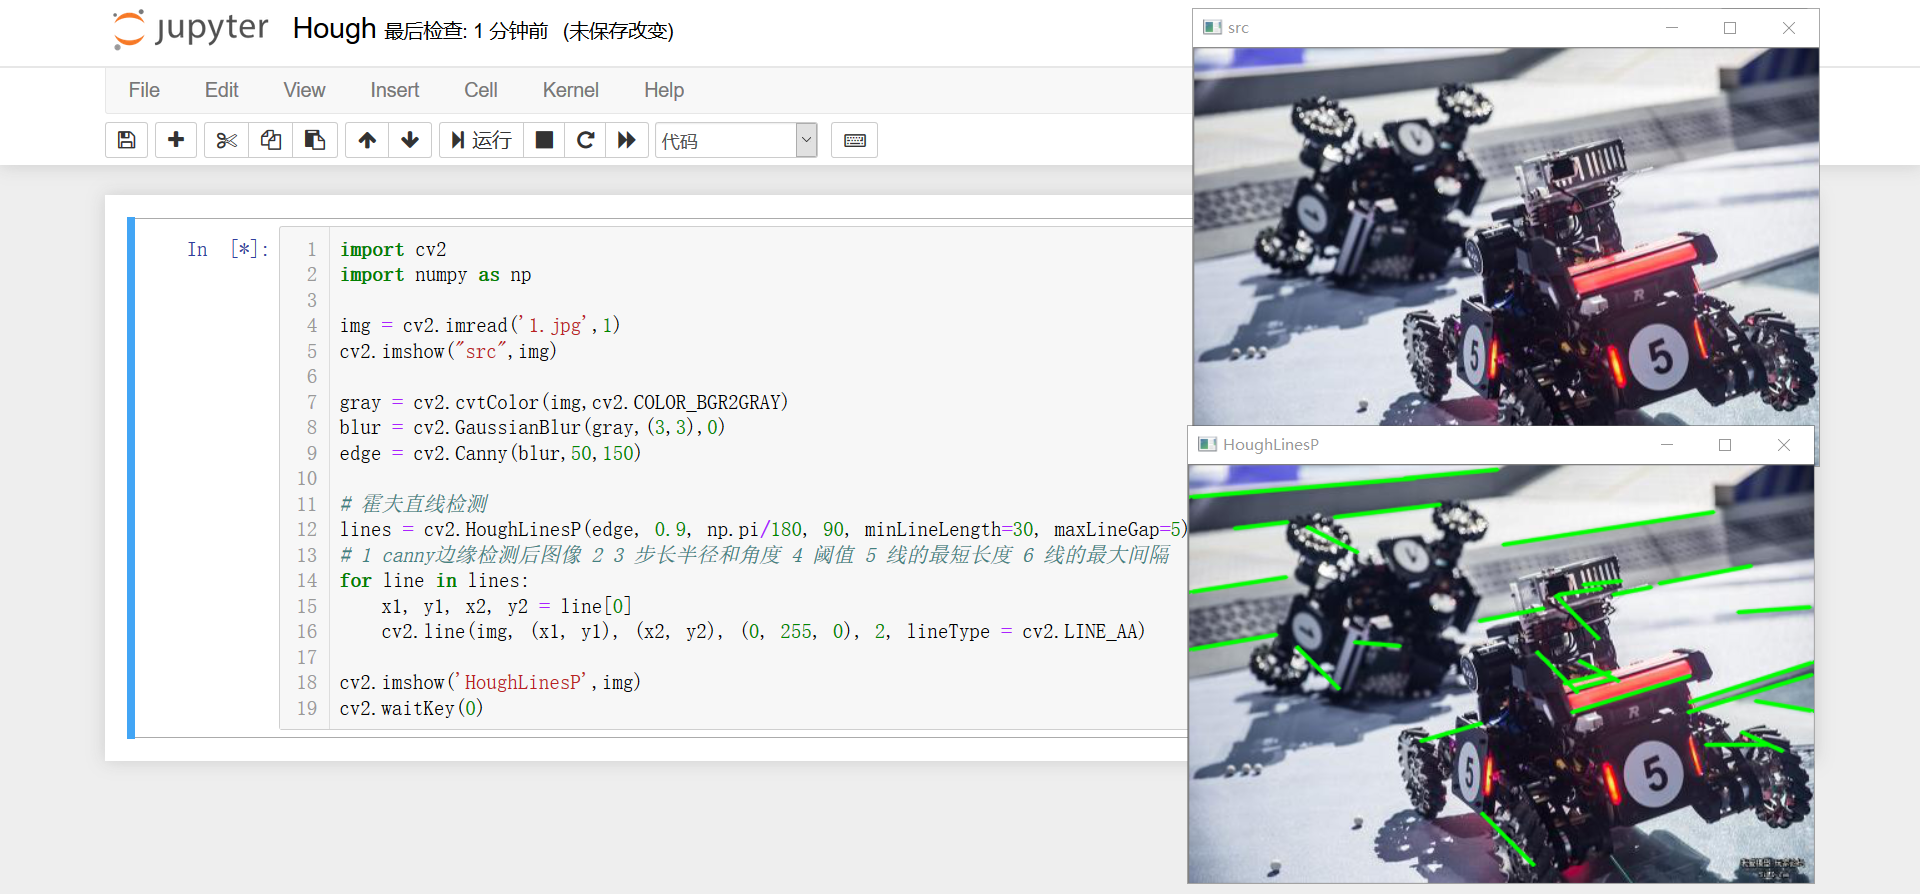 jupyter Hough 最后检查: 1 分钟前 (未保存改变)
File Edit View Insert Cell Kernel Help
运行 代码
In [*]:
1 import cv2
2 import numpy as np
3
4 img = cv2.imread('1.jpg',1)
5 cv2.imshow("src",img)
6
7 gray = cv2.cvtColor(img,cv2.COLOR_BGR2GRAY)
8 blur = cv2.GaussianBlur(gray,(3,3),0)
9 edge = cv2.Canny(blur,50,150)
10
11 # 霍夫直线检测
12 lines = cv2.HoughLinesP(edge, 0.9, np.pi/180, 90, minLineLength=30, maxLineGap=5)
13 # 1 canny边缘检测后图像 2 3 步长半径和角度 4 阈值 5 线的最短长度 6 线的最大间隔
14 for line in lines:
15     x1, y1, x2, y2 = line[0]
16     cv2.line(img, (x1, y1), (x2, y2), (0, 255, 0), 2, lineType = cv2.LINE_AA)
17
18 cv2.imshow('HoughLinesP',img)
19 cv2.waitKey(0)
src
R
5 5
HoughLinesP
R
5 5